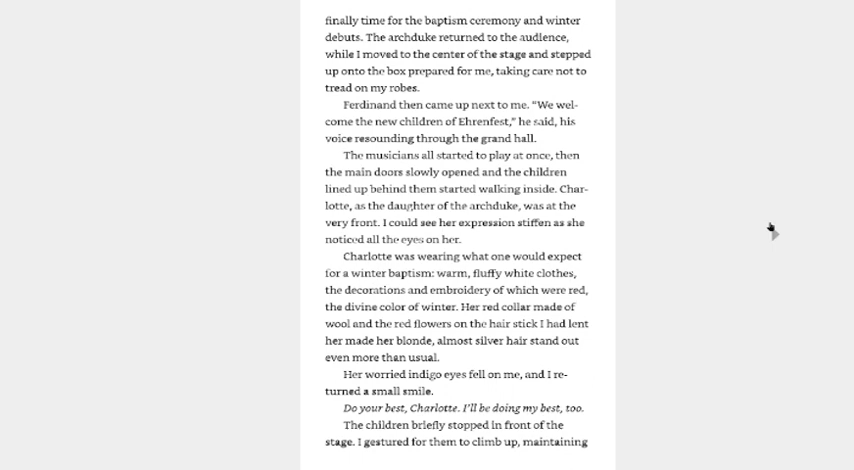 finally time for the baptism ceremony and winter
debuts. The archduke returned to the audience,
while I moved to the center of the stage and stepped
up onto the box prepared for me, taking care not to
tread on my robes.
Ferdinand then came up next to me. “We wel-
come the new children of Ehrenfest,” he said, his
voice resounding through the grand hall.
The musicians all started to play at once, then
the main doors slowly opened and the children
lined up behind them started walking inside. Char-
lotte, as the daughter of the archduke, was at the
very front. I could see her expression stiffen as she
noticed all the eyes on her.
Charlotte was wearing what one would expect
for a winter baptism: warm, fluffy white clothes,
the decorations and embroidery of which were red,
the divine color of winter. Her red collar made of
wool and the red flowers on the hair stick I had lent
her made her blonde, almost silver hair stand out
even more than usual.
Her worried indigo eyes fell on me, and I re-
turned a small smile.
Do your best, Charlotte. I’ll be doing my best, too.
The children briefly stopped in front of the
stage. I gestured for them to climb up, maintaining